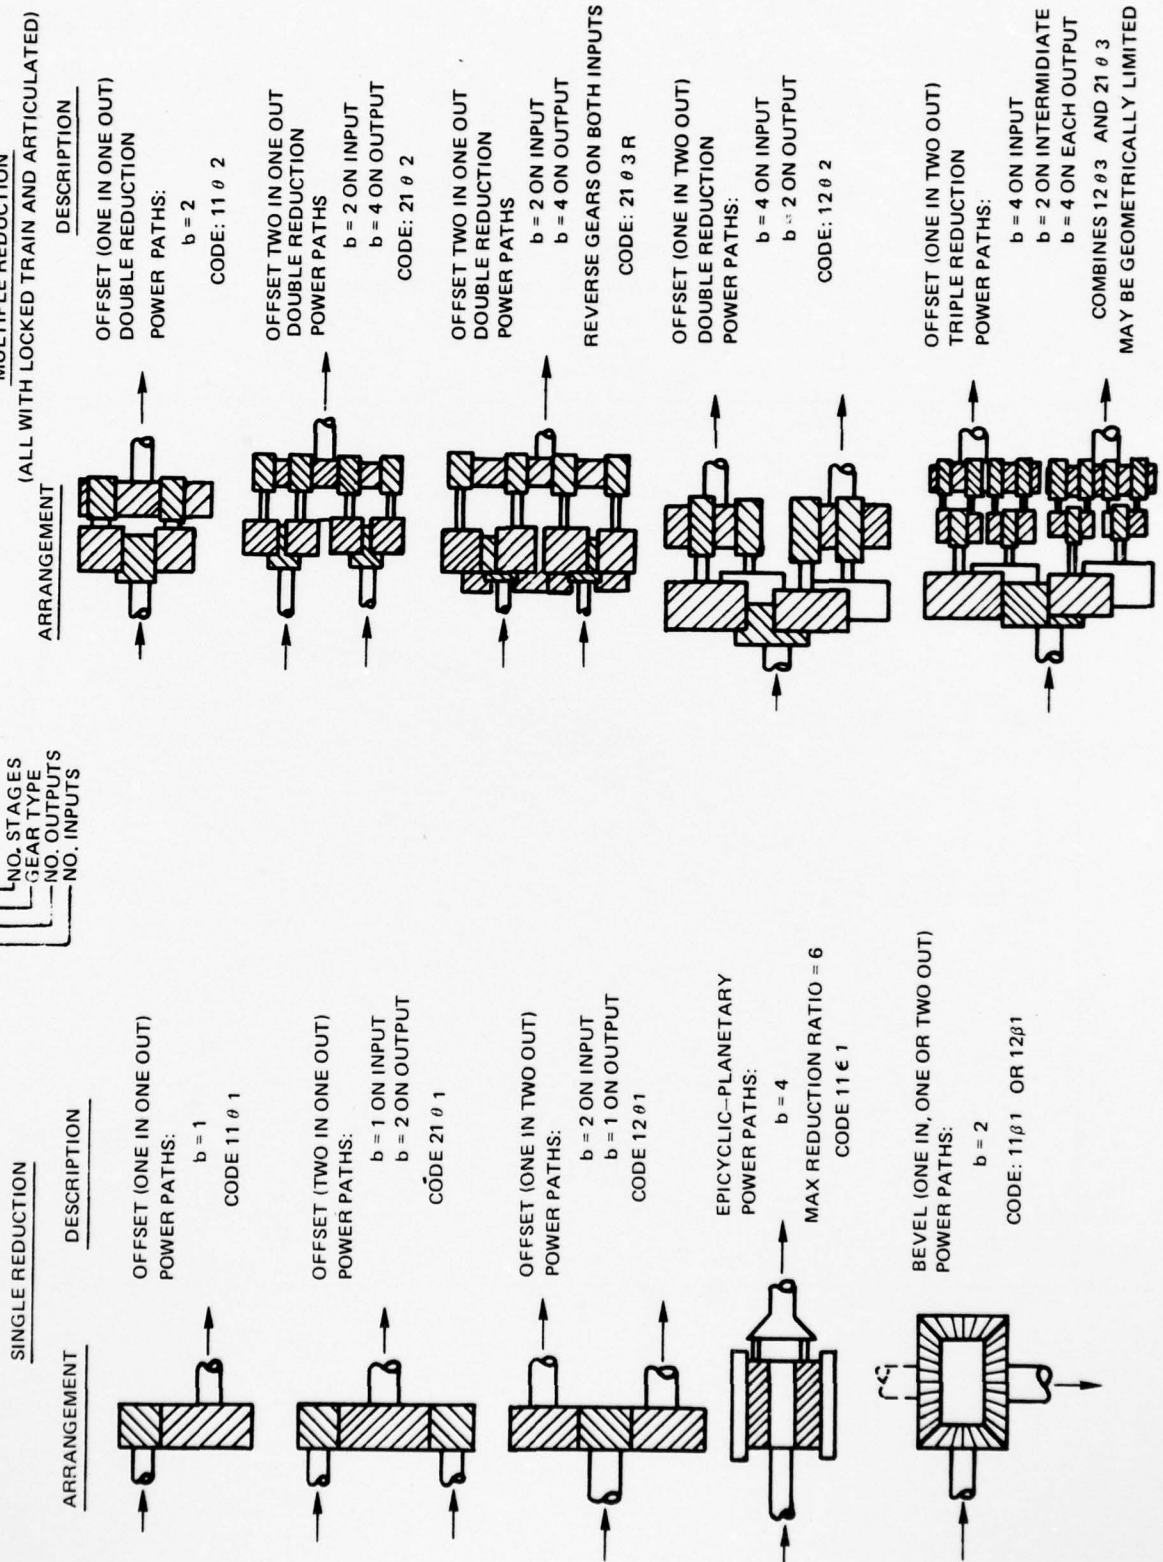 NO. STAGES
GEAR TYPE
NO. OUTPUTS
NO. INPUTS
SINGLE REDUCTION
ARRANGEMENT
DESCRIPTION
OFFSET (ONE IN ONE OUT)
POWER PATHS:
b = 1
CODE 11 θ 1
OFFSET (TWO IN ONE OUT)
POWER PATHS:
b = 1 ON INPUT
b = 2 ON OUTPUT
CODE 21 θ 1
OFFSET (ONE IN TWO OUT)
POWER PATHS:
b = 2 ON INPUT
b = 1 ON OUTPUT
CODE 12 θ1
EPICYCLIC–PLANETARY
POWER PATHS:
b = 4
MAX REDUCTION RATIO = 6
CODE 11 ϵ 1
BEVEL (ONE IN, ONE OR TWO OUT)
POWER PATHS:
b = 2
CODE: 11β1 OR 12β1
MULTIPLE REDUCTION
(ALL WITH LOCKED TRAIN AND ARTICULATED)
ARRANGEMENT
DESCRIPTION
OFFSET (ONE IN ONE OUT)
DOUBLE REDUCTION
POWER PATHS:
b = 2
CODE: 11 θ 2
OFFSET TWO IN ONE OUT
DOUBLE REDUCTION
POWER PATHS
b = 2 ON INPUT
b = 4 ON OUTPUT
CODE: 21 θ 2
OFFSET TWO IN ONE OUT
DOUBLE REDUCTION
POWER PATHS
b = 2 ON INPUT
b = 4 ON OUTPUT
REVERSE GEARS ON BOTH INPUTS
CODE: 21 θ 3 R
OFFSET (ONE IN TWO OUT)
DOUBLE REDUCTION
POWER PATHS:
b = 4 ON INPUT
b = 2 ON OUTPUT
CODE: 12 θ 2
OFFSET (ONE IN TWO OUT)
TRIPLE REDUCTION
POWER PATHS:
b = 4 ON INPUT
b = 2 ON INTERMIDIATE
b = 4 ON EACH OUTPUT
COMBINES 12 θ3 AND 21 θ 3
MAY BE GEOMETRICALLY LIMITED